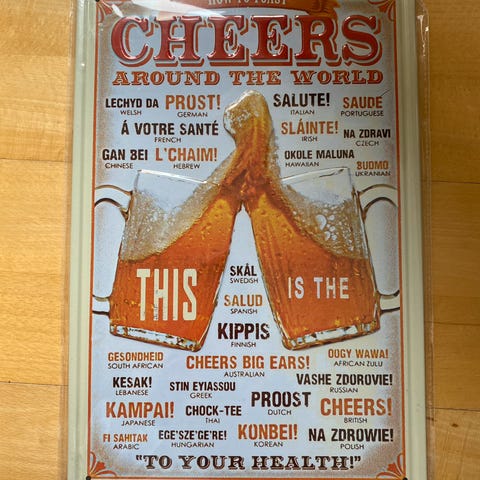 HOW TO TOAST
CHEERS
AROUND THE WORLD
LECHYD DA
WELSH
PROST!
GERMAN
SALUTE!
ITALIAN
SAUDE
PORTUGUESE
Á VOTRE SANTÉ
FRENCH
SLÁINTE!
IRISH
NA ZDRAVI
CZECH
GAN BEI
CHINESE
L'CHAIM!
HEBREW
OKOLE MALUNA
HAWAIIAN
BUDMO
UKRANIAN
THIS
IS THE
SKÅL
SWEDISH
SALUD
SPANISH
KIPPIS
FINNISH
GESONDHEID
SOUTH AFRICAN
CHEERS BIG EARS!
AUSTRALIAN
OOGY WAWA!
AFRICAN ZULU
KESAK!
LEBANESE
STIN EYIASSOU
GREEK
PROOST
DUTCH
VASHE ZDOROVIE!
RUSSIAN
KAMPAI!
JAPANESE
CHOCK-TEE
THAI
CHEERS!
BRITISH
FI SAHITAK
ARABIC
EGE'SZE'GE'RE!
HUNGARIAN
KONBEI!
KOREAN
NA ZDROWIE!
POLISH
"TO YOUR HEALTH!"